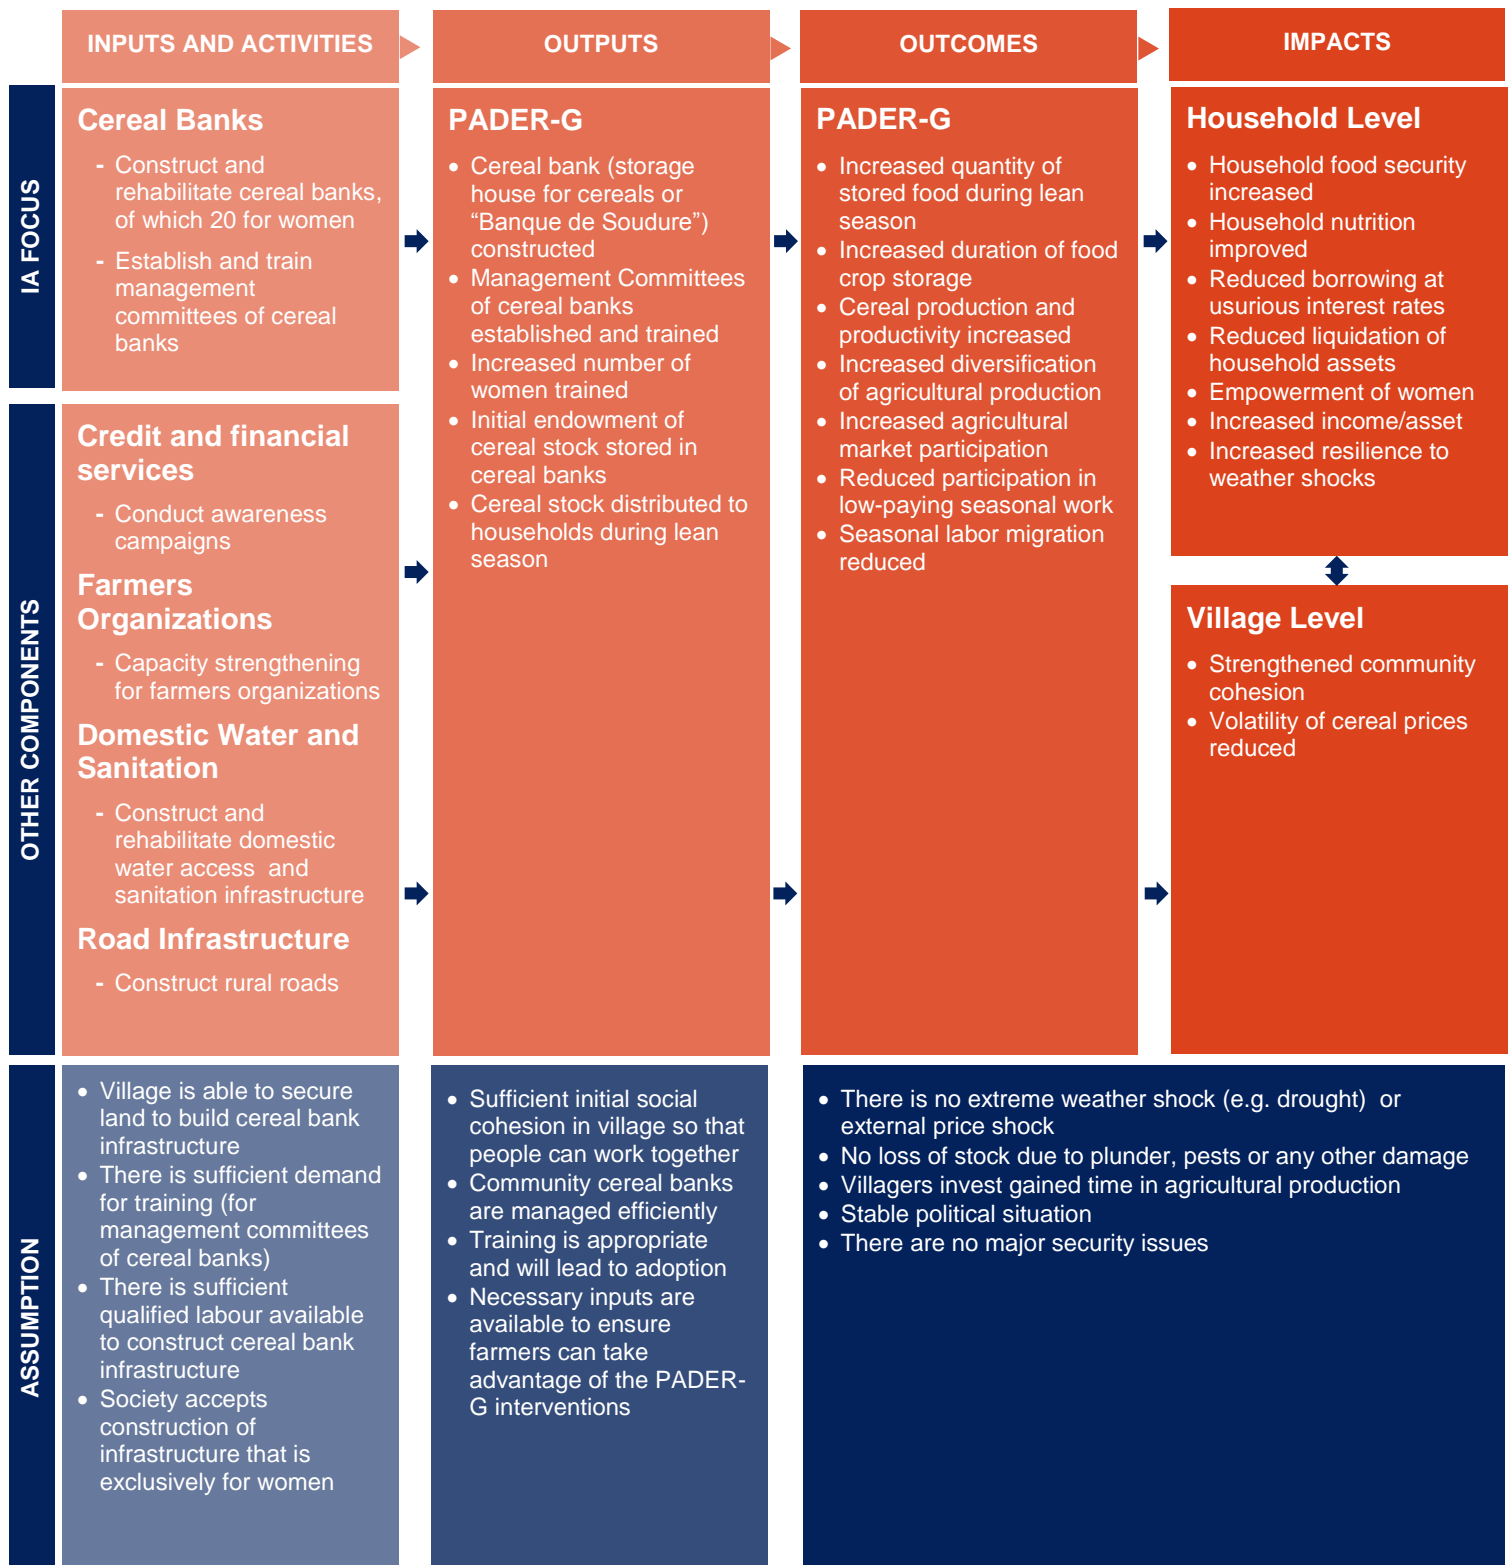 INPUTS AND ACTIVITIES
OUTPUTS
OUTCOMES
IMPACTS
IA FOCUS
Cereal Banks
- Construct and
rehabilitate cereal banks,
of which 20 for women
- Establish and train
management
committees of cereal
banks
OTHER COMPONENTS
Credit and financial
services
- Conduct awareness
campaigns
Farmers
Organizations
- Capacity strengthening
for farmers organizations
Domestic Water and
Sanitation
- Construct and
rehabilitate domestic
water access and
sanitation infrastructure
Road Infrastructure
- Construct rural roads
PADER-G
• Cereal bank (storage
house for cereals or
“Banque de Soudure”)
constructed
• Management Committees
of cereal banks
established and trained
• Increased number of
women trained
• Initial endowment of
cereal stock stored in
cereal banks
• Cereal stock distributed to
households during lean
season
PADER-G
• Increased quantity of
stored food during lean
season
• Increased duration of food
crop storage
• Cereal production and
productivity increased
• Increased diversification
of agricultural production
• Increased agricultural
market participation
• Reduced participation in
low-paying seasonal work
• Seasonal labor migration
reduced
Household Level
• Household food security
increased
• Household nutrition
improved
• Reduced borrowing at
usurious interest rates
• Reduced liquidation of
household assets
• Empowerment of women
• Increased income/asset
• Increased resilience to
weather shocks
Village Level
• Strengthened community
cohesion
• Volatility of cereal prices
reduced
ASSUMPTION
• Village is able to secure
land to build cereal bank
infrastructure
• There is sufficient demand
for training (for
management committees
of cereal banks)
• There is sufficient
qualified labour available
to construct cereal bank
infrastructure
• Society accepts
construction of
infrastructure that is
exclusively for women
• Sufficient initial social
cohesion in village so that
people can work together
• Community cereal banks
are managed efficiently
• Training is appropriate
and will lead to adoption
• Necessary inputs are
available to ensure
farmers can take
advantage of the PADER-
G interventions
• There is no extreme weather shock (e.g. drought) or
external price shock
• No loss of stock due to plunder, pests or any other damage
• Villagers invest gained time in agricultural production
• Stable political situation
• There are no major security issues